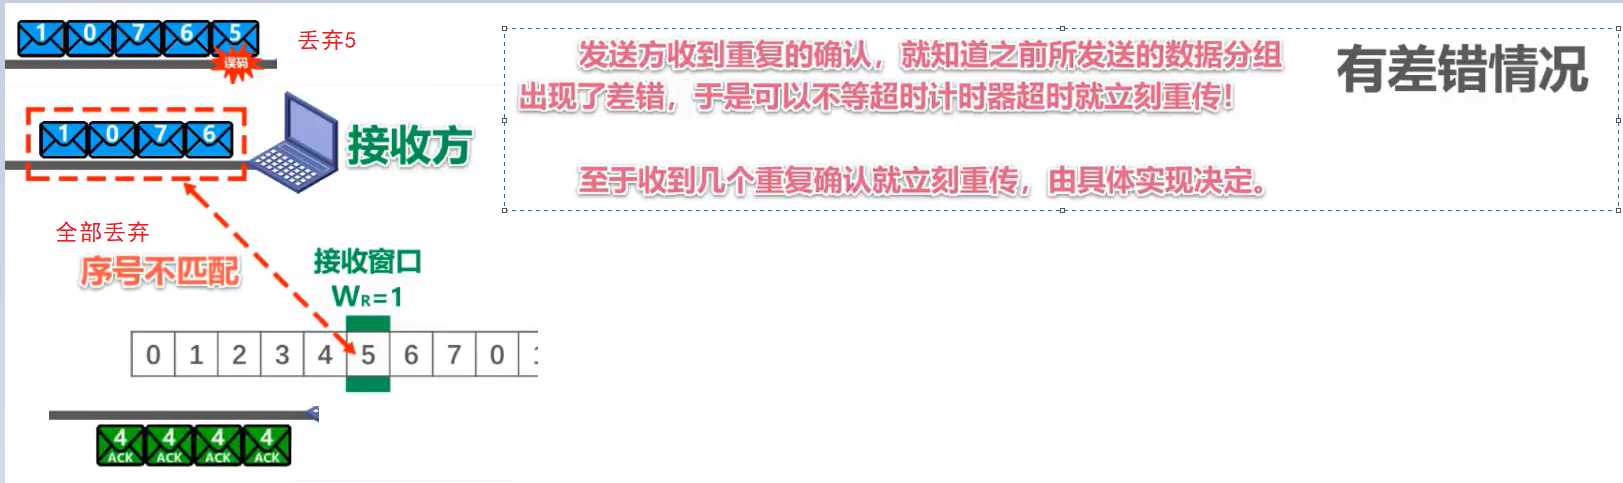 1 0 7 6 5
误码
丢弃5
发送方收到重复的确认，就知道之前所发送的数据分组
出现了差错，于是可以不等超时计时器超时就立刻重传！
至于收到几个重复确认就立刻重传，由具体实现决定。
有差错情况
1 0 7 6
接收方
全部丢弃
序号不匹配
接收窗口
WR=1
0 1 2 3 4 5 6 7 0
4 4 4 4
ACK ACK ACK ACK